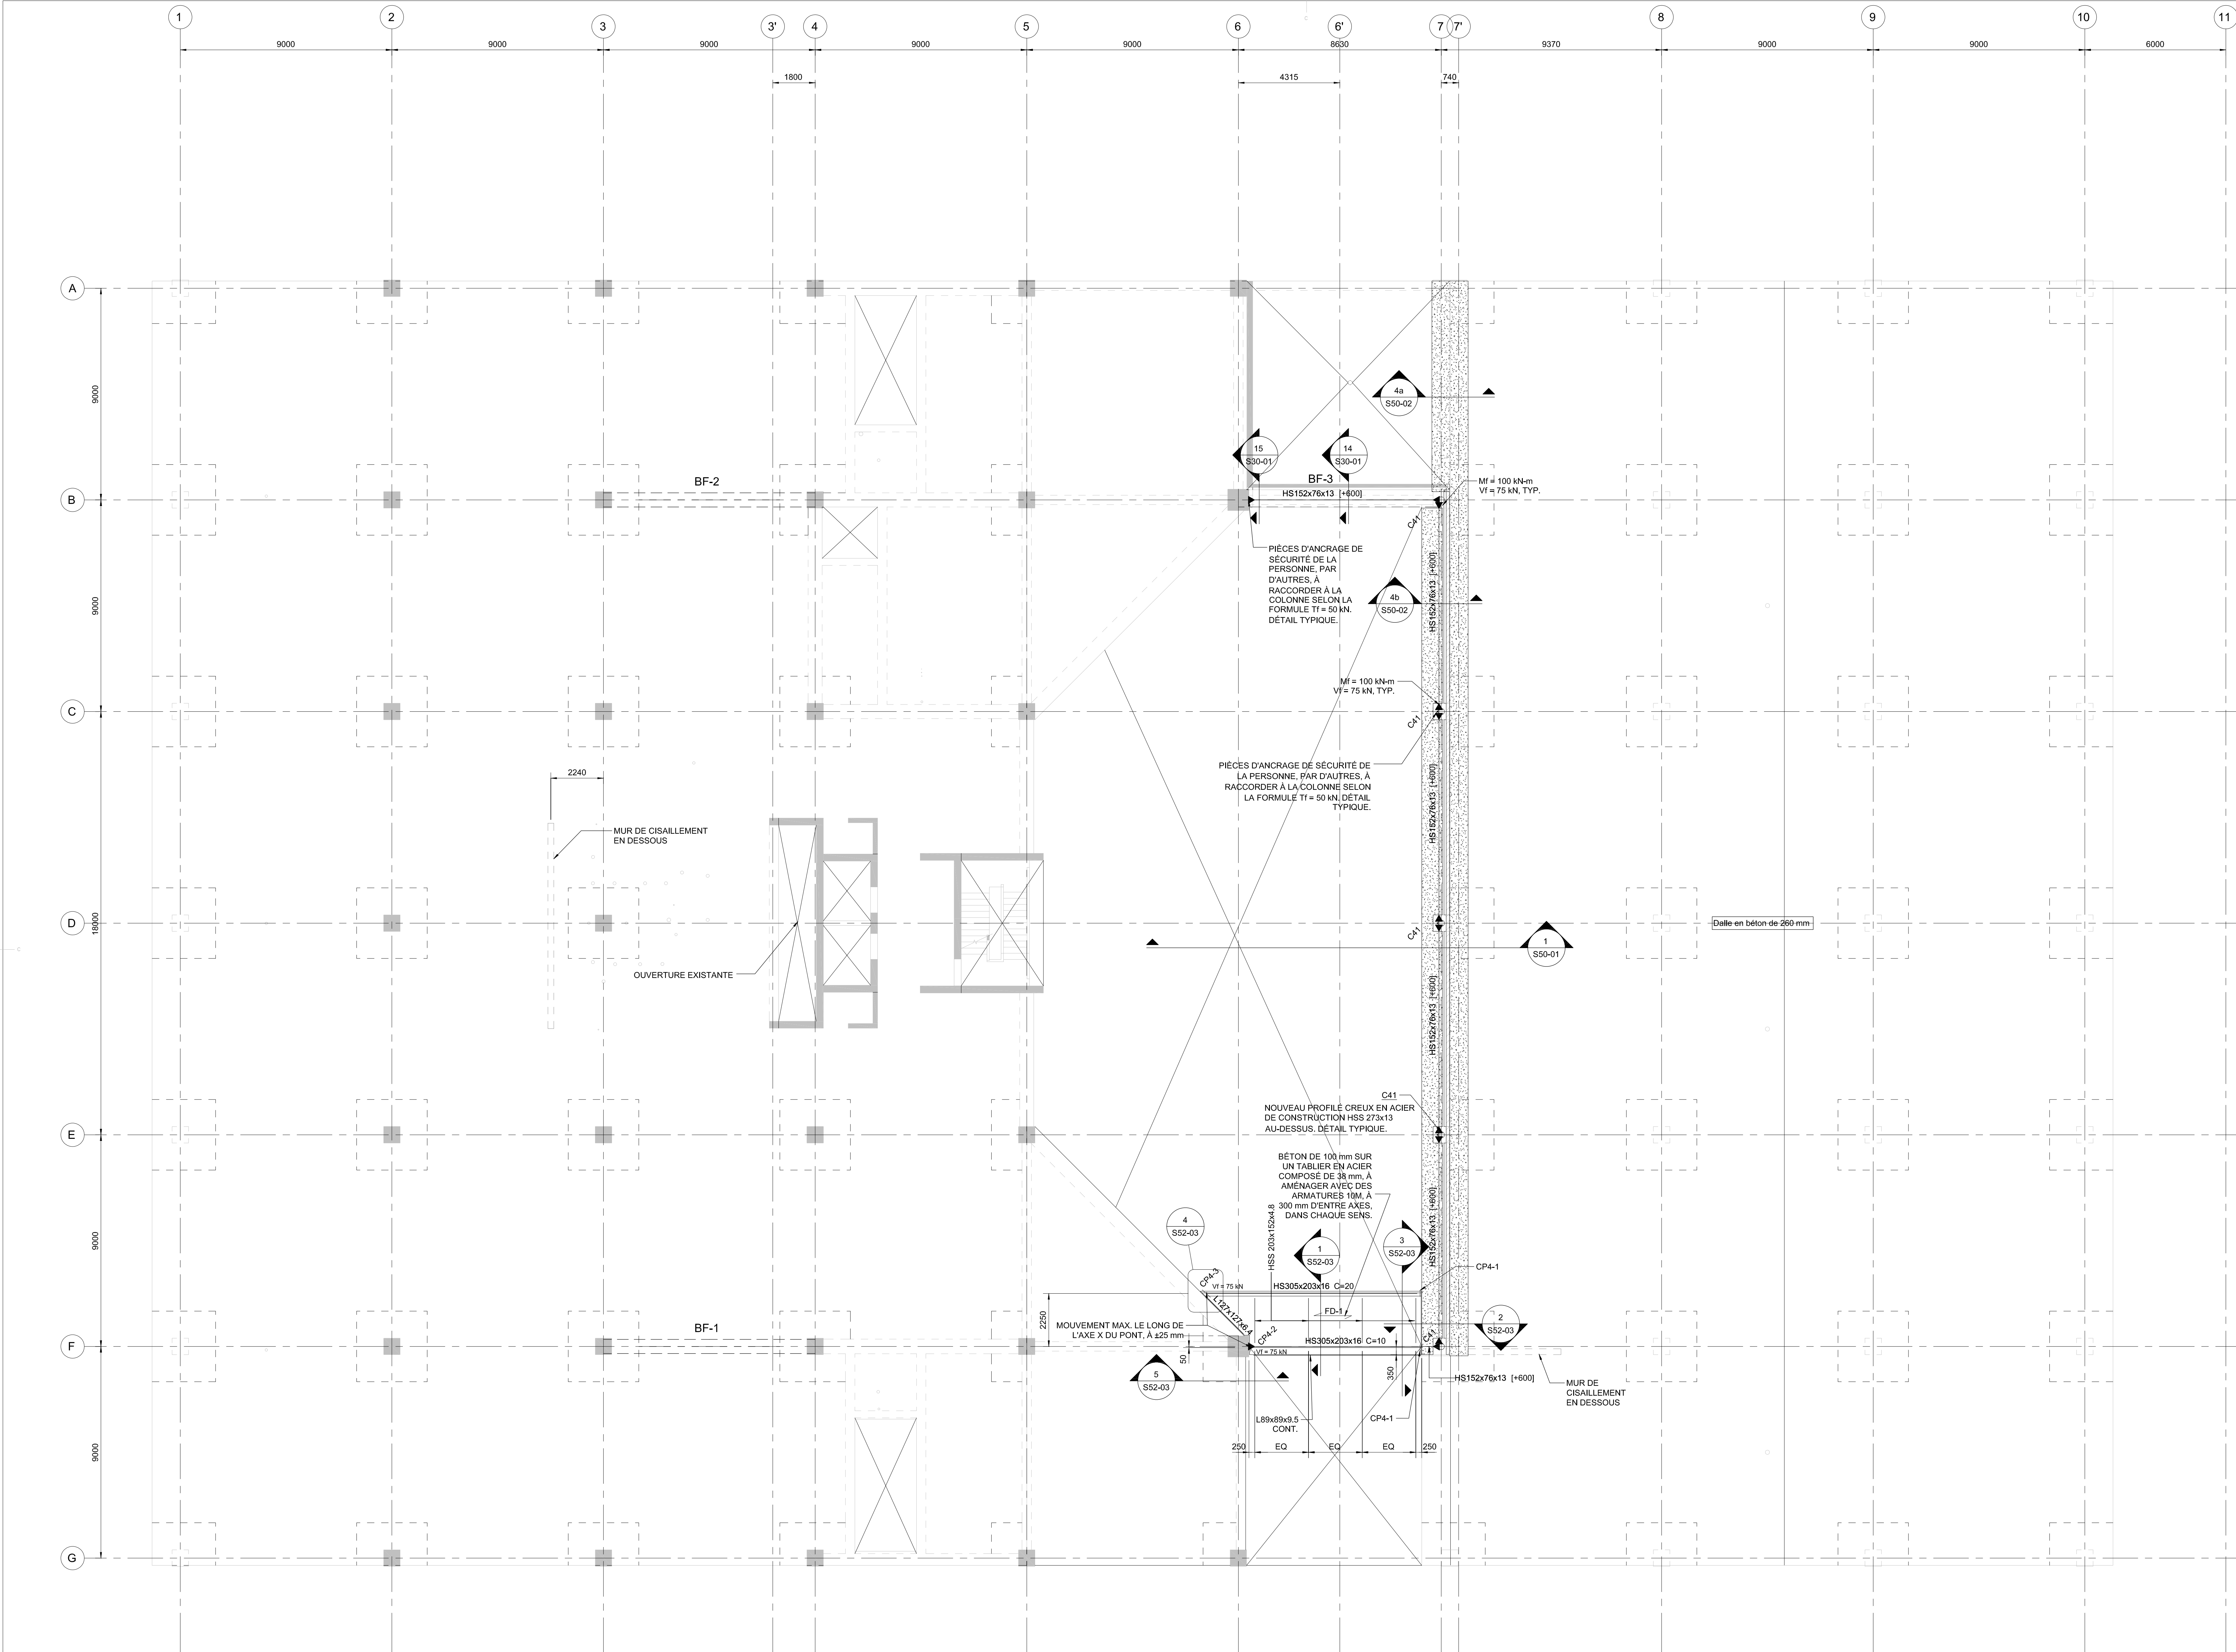 1
2
3
3'
4
5
6
6'
7
7'
8
9
10
11
9000
9000
9000
9000
9000
8630
9370
9000
9000
6000
1800
4315
740
A
9000
4a
S50-02
15
S30-01
14
S30-01
BF-2
BF-3
Mf = 100 kN-m
Vf = 75 kN, TYP.
HS152x76x13 [+600]
B
C41
PIÈCES D'ANCRAGE DE
SÉCURITÉ DE LA
PERSONNE, PAR
D'AUTRES, À
RACCORDER À LA
COLONNE SELON LA
FORMULE Tf = 50 kN.
DÉTAIL TYPIQUE.
HS152x76x13 [+600]
9000
4b
S50-02
Mf = 100 kN-m
Vf = 75 kN, TYP.
C
C41
PIÈCES D'ANCRAGE DE SÉCURITÉ DE
LA PERSONNE, PAR D'AUTRES, À
RACCORDER À LA COLONNE SELON
LA FORMULE Tf = 50 kN. DÉTAIL
TYPIQUE.
HS152x76x13 [+600]
2240
MUR DE CISAILLEMENT
EN DESSOUS
D
18000
C41
Dalle en béton de 260 mm
1
S50-01
OUVERTURE EXISTANTE
HS152x76x13 [+600]
C41
NOUVEAU PROFILÉ CREUX EN ACIER
DE CONSTRUCTION HSS 273x13
AU-DESSUS. DÉTAIL TYPIQUE.
E
BÉTON DE 100 mm SUR
UN TABLIER EN ACIER
COMPOSÉ DE 38 mm, À
AMÉNAGER AVEC DES
ARMATURES 10M, À
300 mm D'ENTRE AXES,
DANS CHAQUE SENS.
HS152x76x13 [+600]
9000
4
S52-03
HSS 203x152x4.8
1
S52-03
3
S52-03
CP4-1
CP4-3
Vf = 75 kN
HS305x203x16 C=20
L127x127x6.4
FD-1
2250
MOUVEMENT MAX. LE LONG DE
L'AXE X DU PONT, À ±25 mm
BF-1
2
S52-03
F
CP4-2
HS305x203x16 C=10
C41
Vf = 75 kN
50
350
5
S52-03
HS152x76x13 [+600]
MUR DE
CISAILLEMENT
EN DESSOUS
L89x89x9.5
CONT.
CP4-1
250
EQ
EQ
EQ
250
9000
G